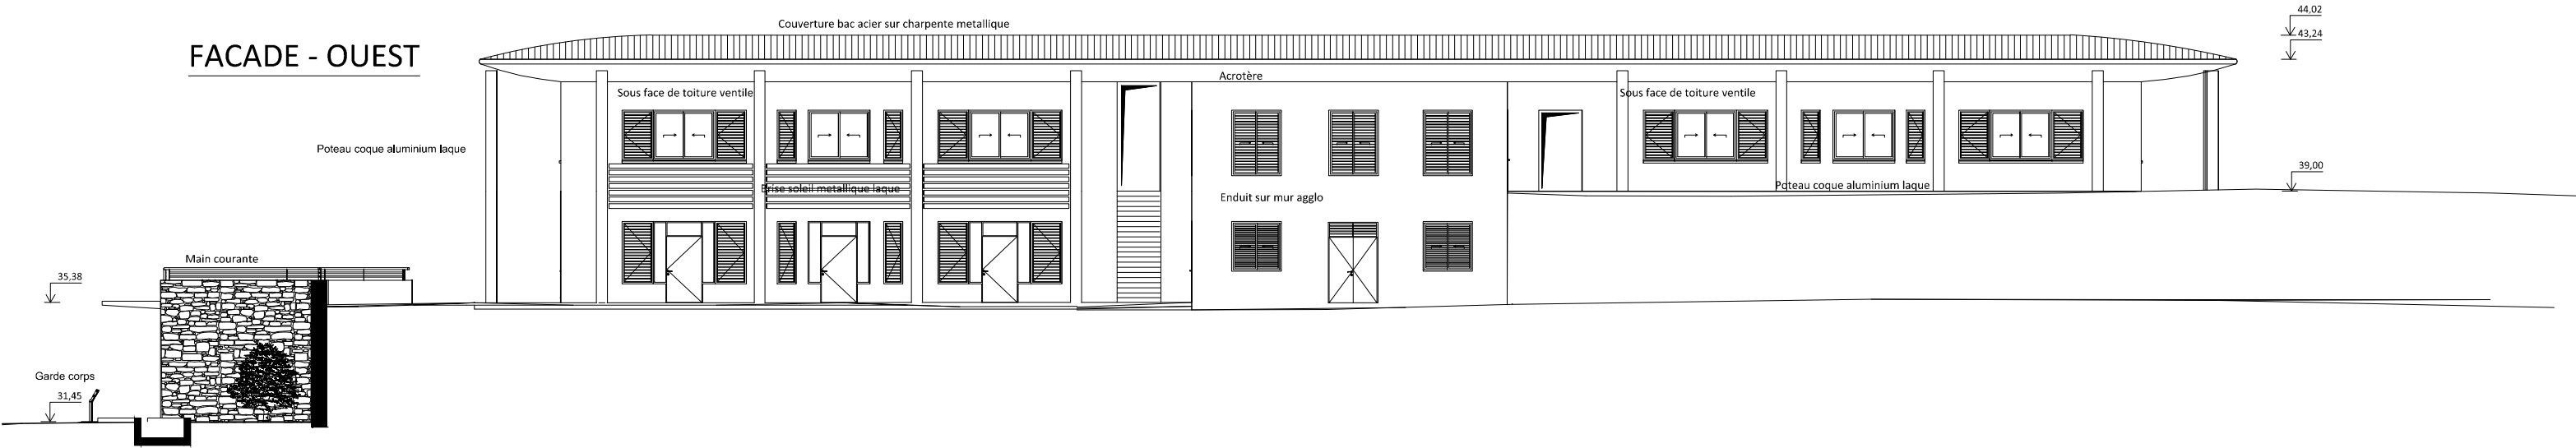 Couverture bac acier sur charpente metallique
44,02
43,24
FACADE - OUEST
Acrotère
Sous face de toiture ventile
Sous face de toiture ventile
Poteau coque aluminium laque
39,00
Brise soleil metallique laque
Poteau coque aluminium laque
Enduit sur mur agglo
Main courante
35,38
Garde corps
31,45